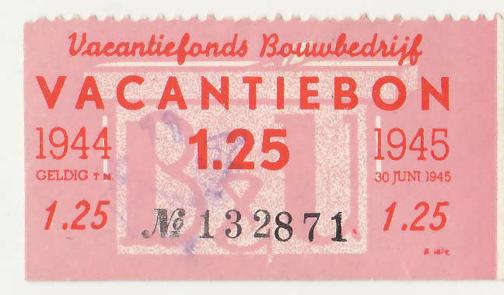 Vacantiefonds Bouwbedrijf
VACANTIEBON
1944 1.25 1945
GELDIG T M 30 JUNI 1945
1.25 № 132871 1.25